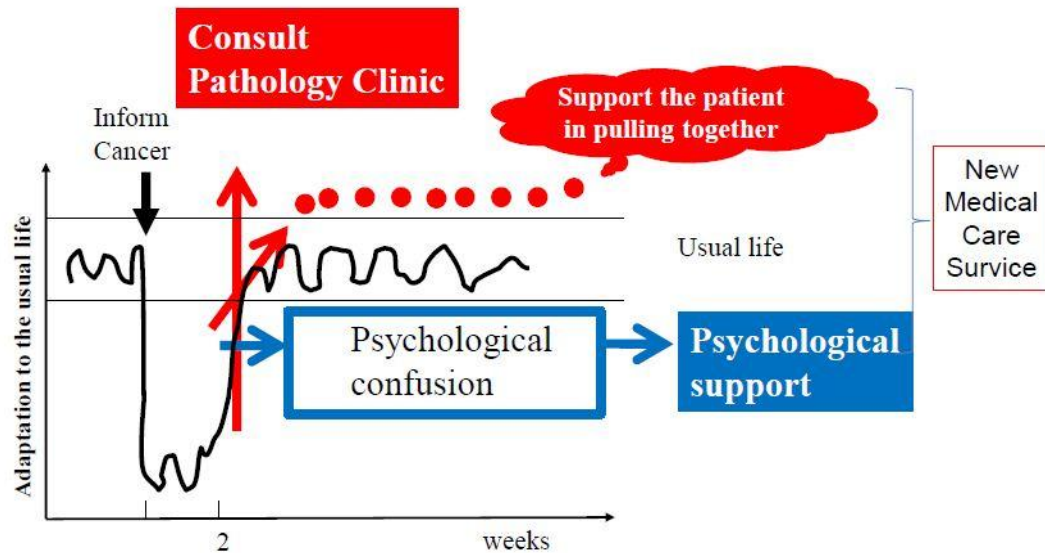 Consult
Pathology Clinic
Support the patient
in pulling together
Inform
Cancer
New
Medical
Care
Survice
Adaptation to the usual life
Usual life
Psychological
confusion
Psychological
support
2
weeks